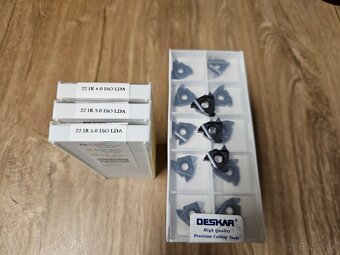 22 IR 4.0 ISO LDA
22 IR 5.0 ISO LDA
22 IR 6.0 ISO LDA
DESKAR
High Quality
Precision Cutting Tools